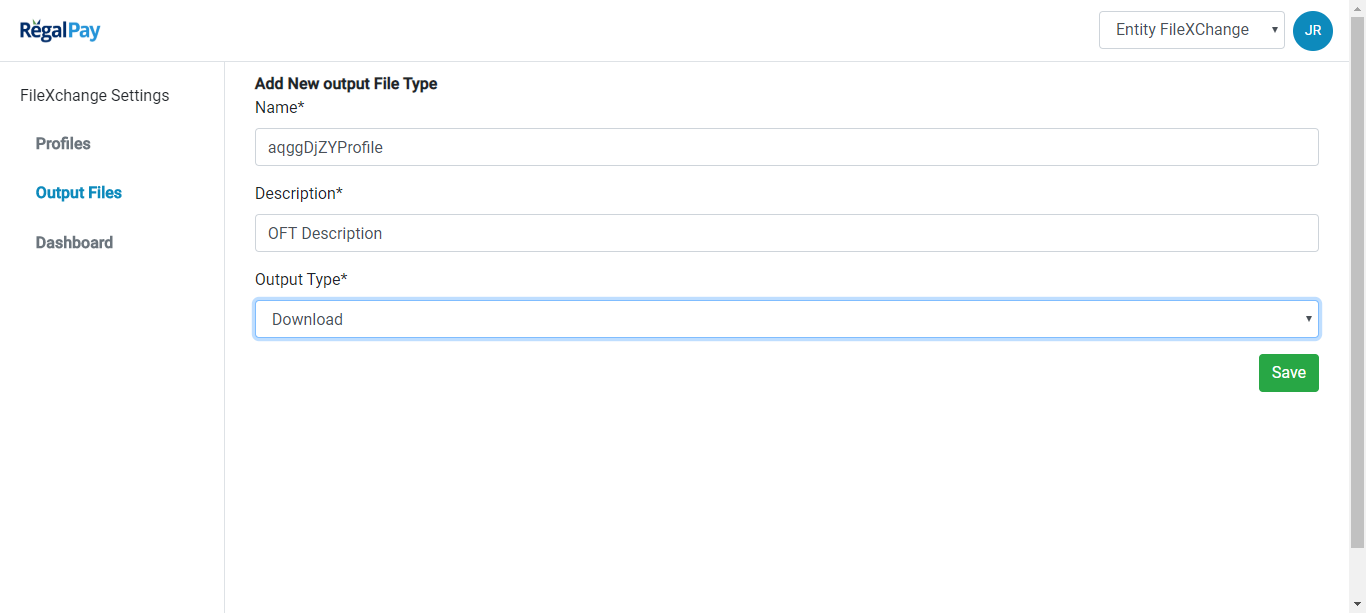 RegalPay
Entity FileXChange
JR
FileXchange Settings
Profiles
Output Files
Dashboard
Add New output File Type
Name*
aqggDjZYProfile
Description*
OFT Description
Output Type*
Download
Save